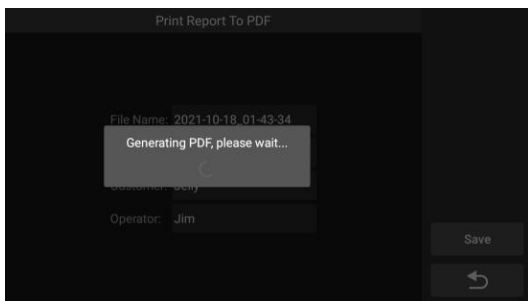 Print Report To PDF
File Name: 2021-10-18_01-43-34
Generating PDF, please wait...
Customer: Jelly
Operator: Jim
Save